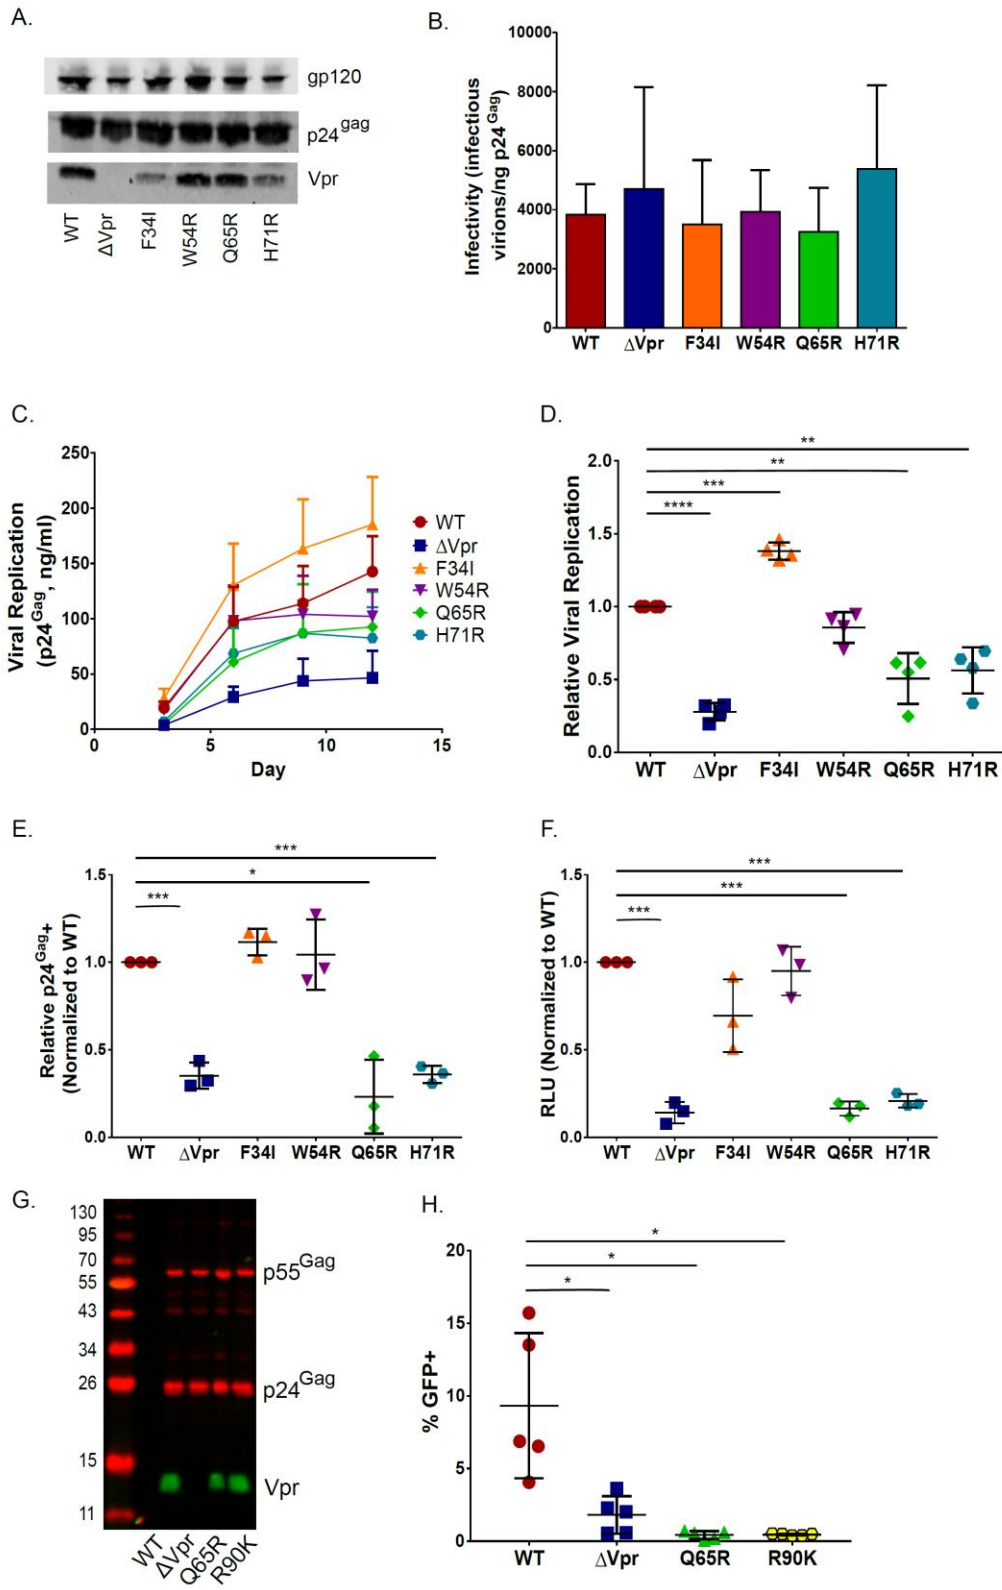 A.
gp120
p24gag
Vpr
WT
ΔVpr
F34I
W54R
Q65R
H71R
B.
Infectivity (infectious
virions/ng p24Gag)
10000
8000
6000
4000
2000
0
WT ΔVpr F34I W54R Q65R H71R
C.
Viral Replication
(p24Gag, ng/ml)
250
200
150
100
50
0
0 5 10 15
Day
WT
ΔVpr
F34I
W54R
Q65R
H71R
D.
Relative Viral Replication
2.0
1.5
1.0
0.5
0.0
**
**
***
****
WT ΔVpr F34I W54R Q65R H71R
E.
Relative p24Gag+
(Normalized to WT)
1.5
1.0
0.5
0.0
***
*
***
WT ΔVpr F34I W54R Q65R H71R
F.
RLU (Normalized to WT)
1.5
1.0
0.5
0.0
***
***
***
WT ΔVpr F34I W54R Q65R H71R
G.
130
95
70
55
43
34
26
15
11
p55Gag
p24Gag
Vpr
WT
ΔVpr
Q65R
R90K
H.
% GFP+
20
15
10
5
0
*
*
*
WT ΔVpr Q65R R90K